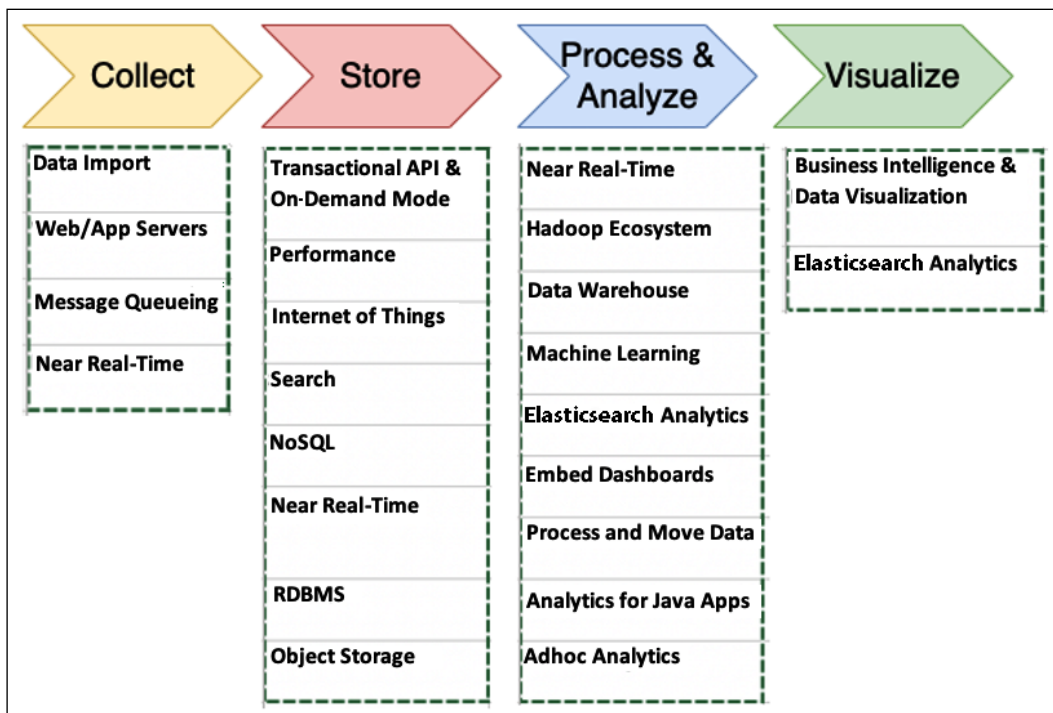 Collect
Store
Process &
Analyze
Visualize
Data Import
Web/App Servers
Message Queueing
Near Real-Time
Transactional API &
On-Demand Mode
Performance
Internet of Things
Search
NoSQL
Near Real-Time
RDBMS
Object Storage
Near Real-Time
Hadoop Ecosystem
Data Warehouse
Machine Learning
Elasticsearch Analytics
Embed Dashboards
Process and Move Data
Analytics for Java Apps
Adhoc Analytics
Business Intelligence &
Data Visualization
Elasticsearch Analytics